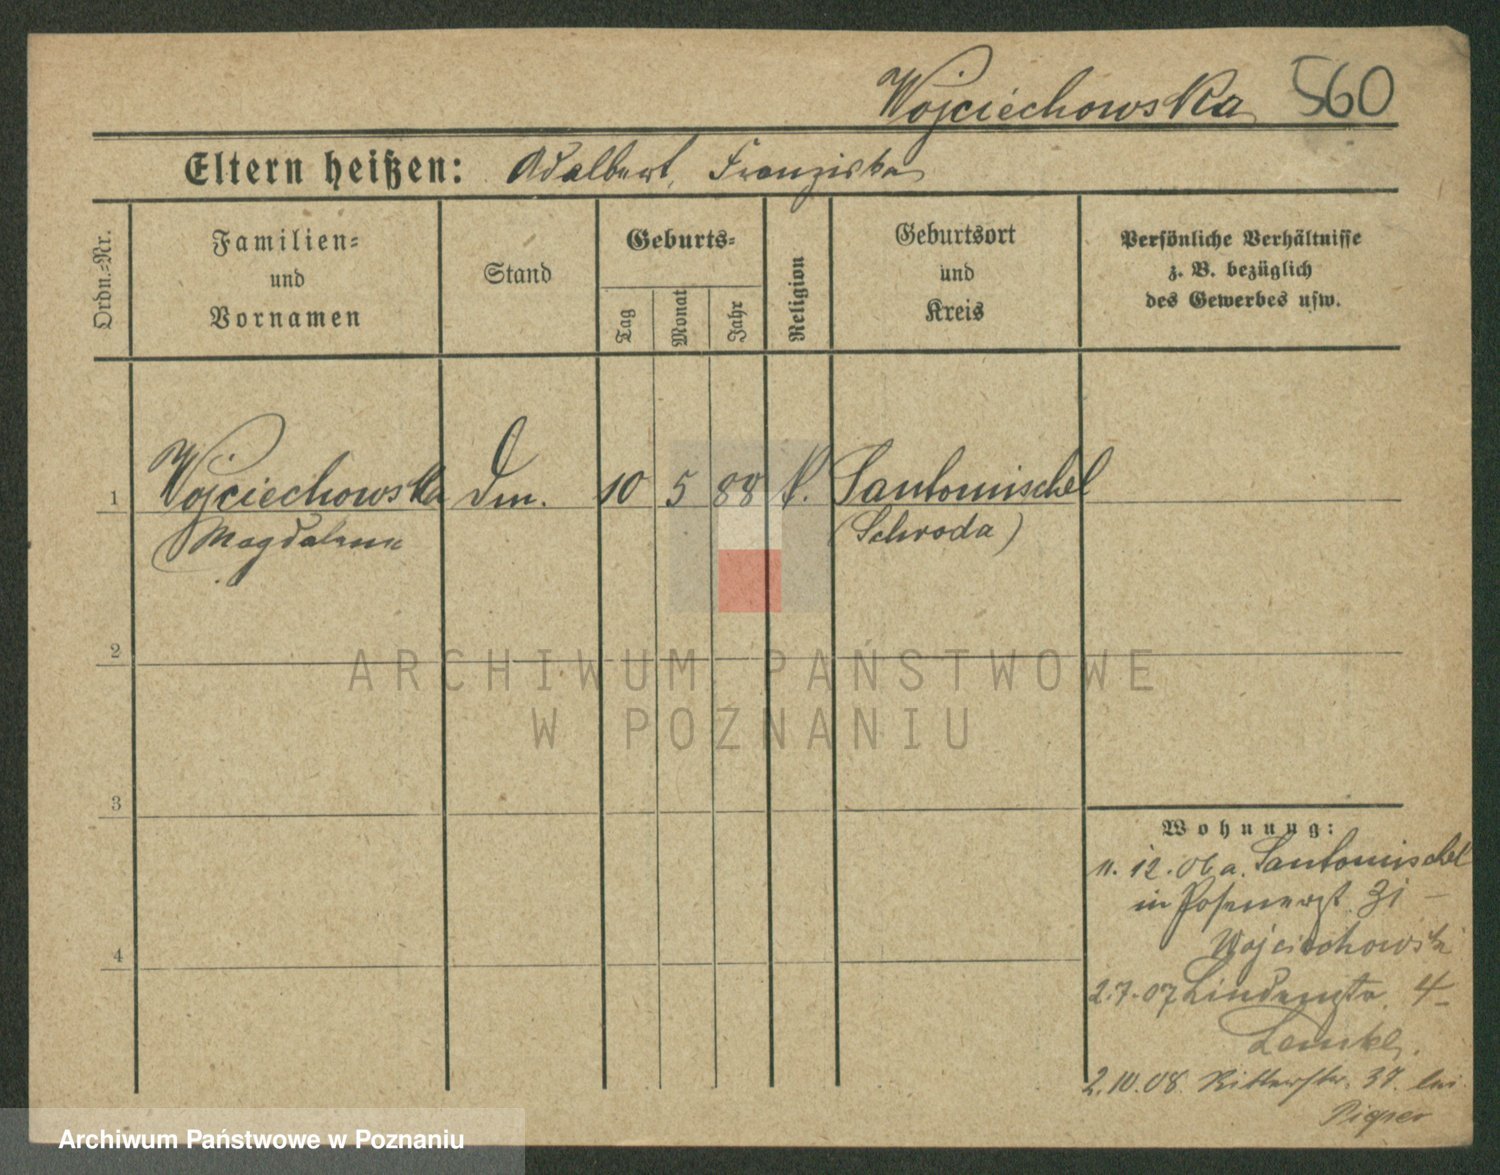 Wojciechowska 560
Eltern heißen: Adalbert, Franziska
Ordn.-Nr.
Familien- und Vornamen
Stand
Geburts-
Tag
Monat
Jahr
Religion
Geburtsort und Kreis
Persönliche Verhältnisse
z. B. bezüglich
des Gewerbes usw.
1 Wojciechowska Dm. 10 5 88 k. Santomischel
Magdalena (Schroda)
2
3
4
Wohnung:
11.12.06 a. Santomischel
in 31
Wojciechowski
2.7.07 Lindenstr. 4
Lemke
2.10.08 Ritterstr. 37. bei
ARCHIWUM PAŃSTWOWE
W POZNANIU
Archiwum Państwowe w Poznaniu